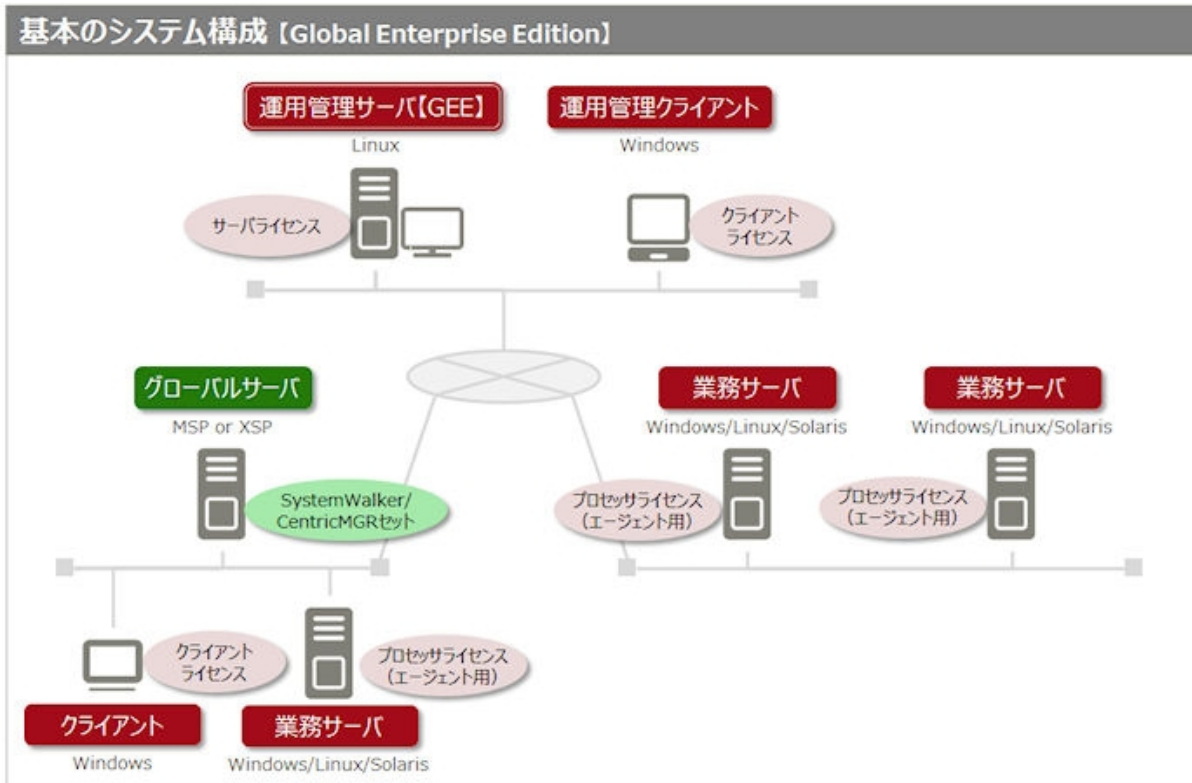 基本のシステム構成【Global Enterprise Edition】
運用管理サーバ【GEE】
運用管理クライアント
Linux
Windows
サーバライセンス
クライアント
ライセンス
グローバルサーバ
業務サーバ
業務サーバ
MSP or XSP
Windows/Linux/Solaris
Windows/Linux/Solaris
SystemWalker/
CentricMGRセット
プロセッサライセンス
（エージェント用）
プロセッサライセンス
（エージェント用）
クライアント
ライセンス
プロセッサライセンス
（エージェント用）
クライアント
業務サーバ
Windows
Windows/Linux/Solaris